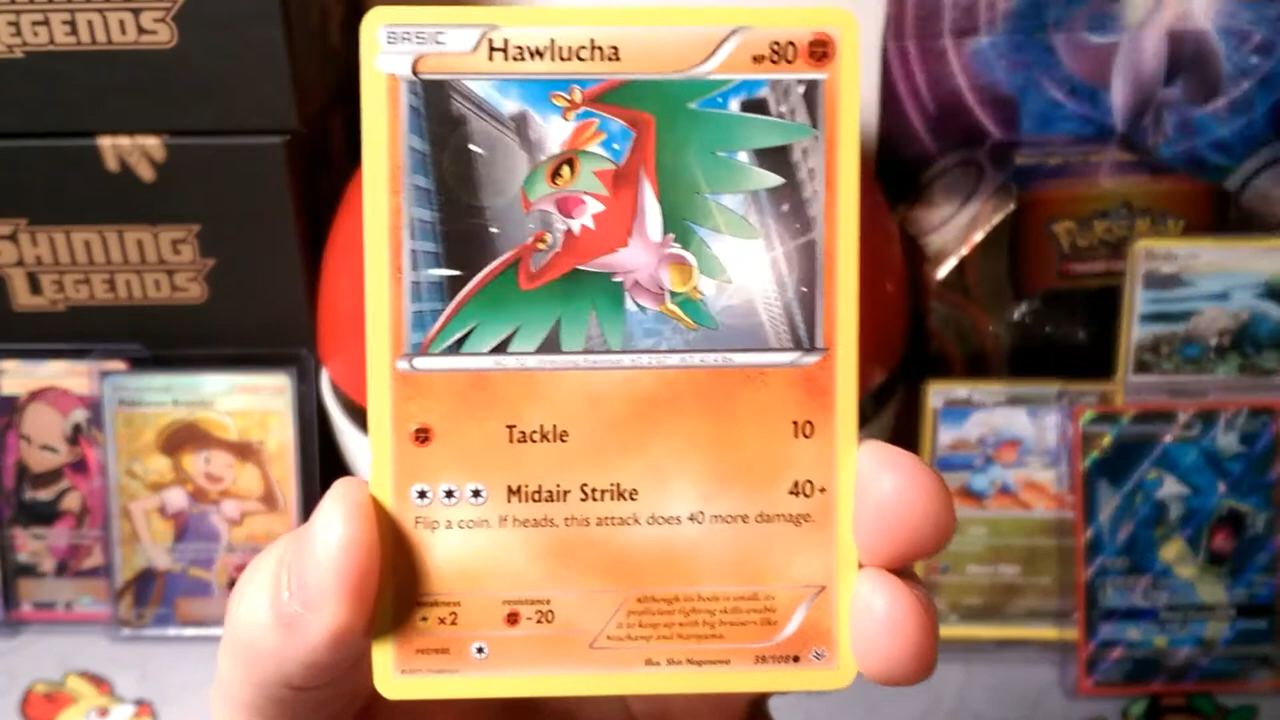 LEGENDS
SHINING
LEGENDS
BASIC
Hawlucha
HP80
Tackle 10
Midair Strike 40+
Flip a coin. If heads, this attack does 40 more damage.
weakness
x2
resistance
-20
retreat
Although its body is small, its
proficient fighting skills enable
it to keep up with big bruisers like
Machamp and Hariyama.
Illus. Shin Nagasawa 39/108
POKéMON